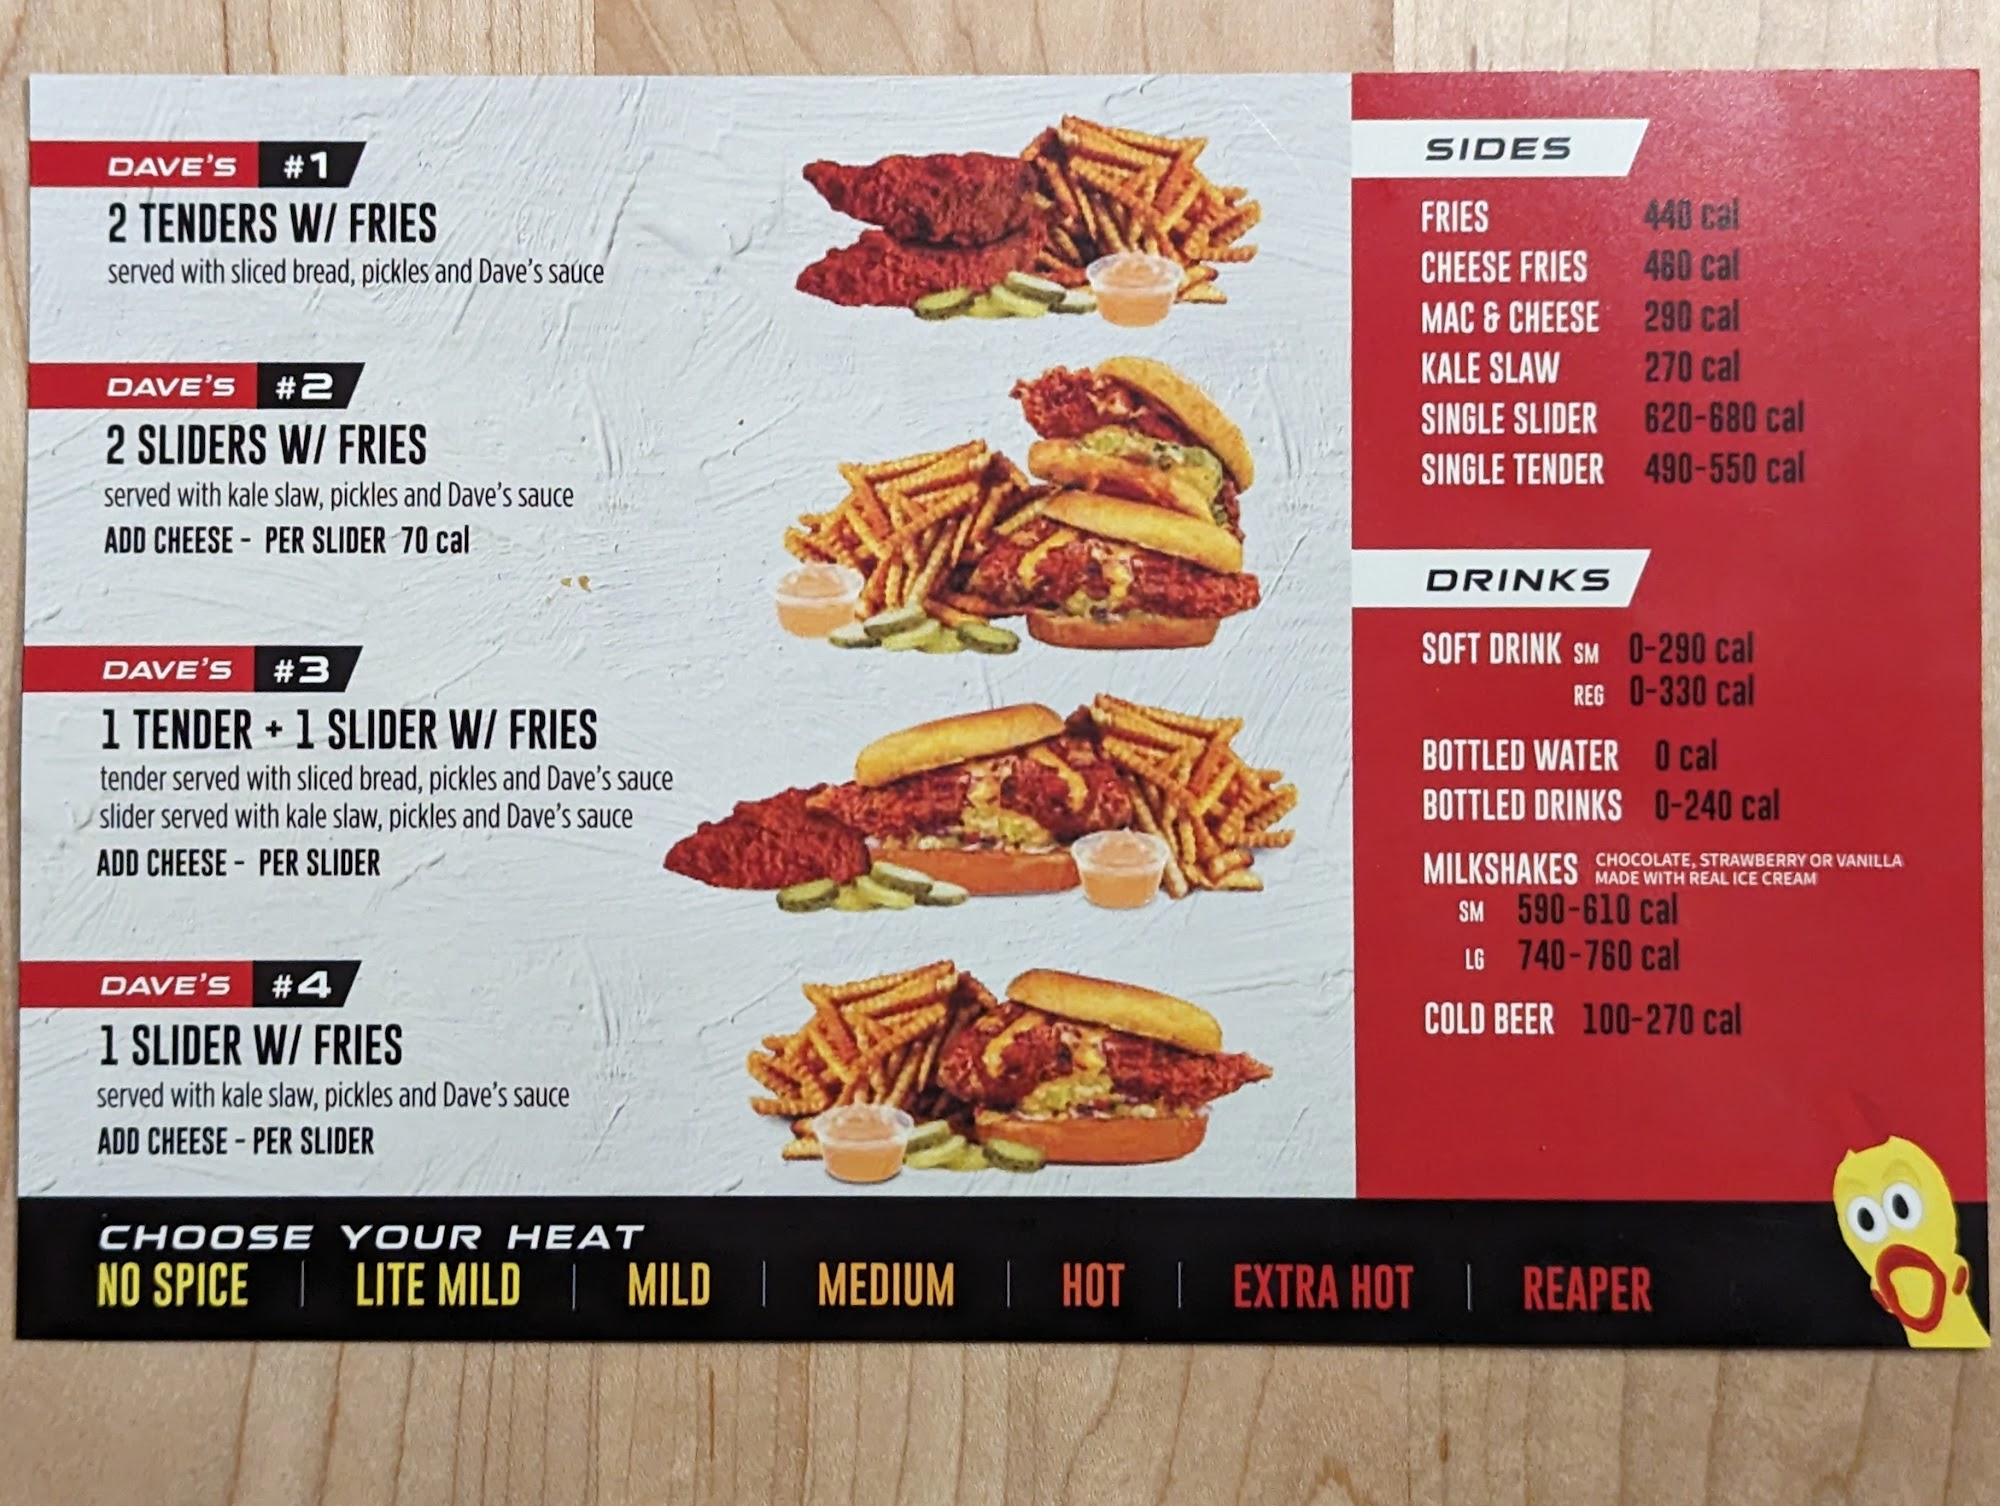 DAVE'S #1
2 TENDERS W/ FRIES
served with sliced bread, pickles and Dave's sauce
DAVE'S #2
2 SLIDERS W/ FRIES
served with kale slaw, pickles and Dave's sauce
ADD CHEESE - PER SLIDER 70 cal
DAVE'S #3
1 TENDER + 1 SLIDER W/ FRIES
tender served with sliced bread, pickles and Dave's sauce
slider served with kale slaw, pickles and Dave's sauce
ADD CHEESE - PER SLIDER
DAVE'S #4
1 SLIDER W/ FRIES
served with kale slaw, pickles and Dave's sauce
ADD CHEESE - PER SLIDER
SIDES
FRIES 440 cal
CHEESE FRIES 460 cal
MAC & CHEESE 290 cal
KALE SLAW 270 cal
SINGLE SLIDER 620-680 cal
SINGLE TENDER 490-550 cal
DRINKS
SOFT DRINK SM 0-290 cal
REG 0-330 cal
BOTTLED WATER 0 cal
BOTTLED DRINKS 0-240 cal
MILKSHAKES CHOCOLATE, STRAWBERRY OR VANILLA
MADE WITH REAL ICE CREAM
SM 590-610 cal
LG 740-760 cal
COLD BEER 100-270 cal
CHOOSE YOUR HEAT
NO SPICE | LITE MILD | MILD | MEDIUM | HOT | EXTRA HOT | REAPER